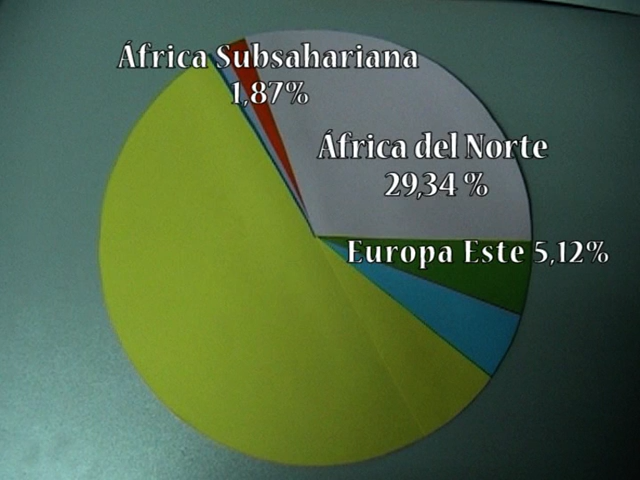 África Subsahariana
1,87%
África del Norte
29,34 %
Europa Este 5,12%